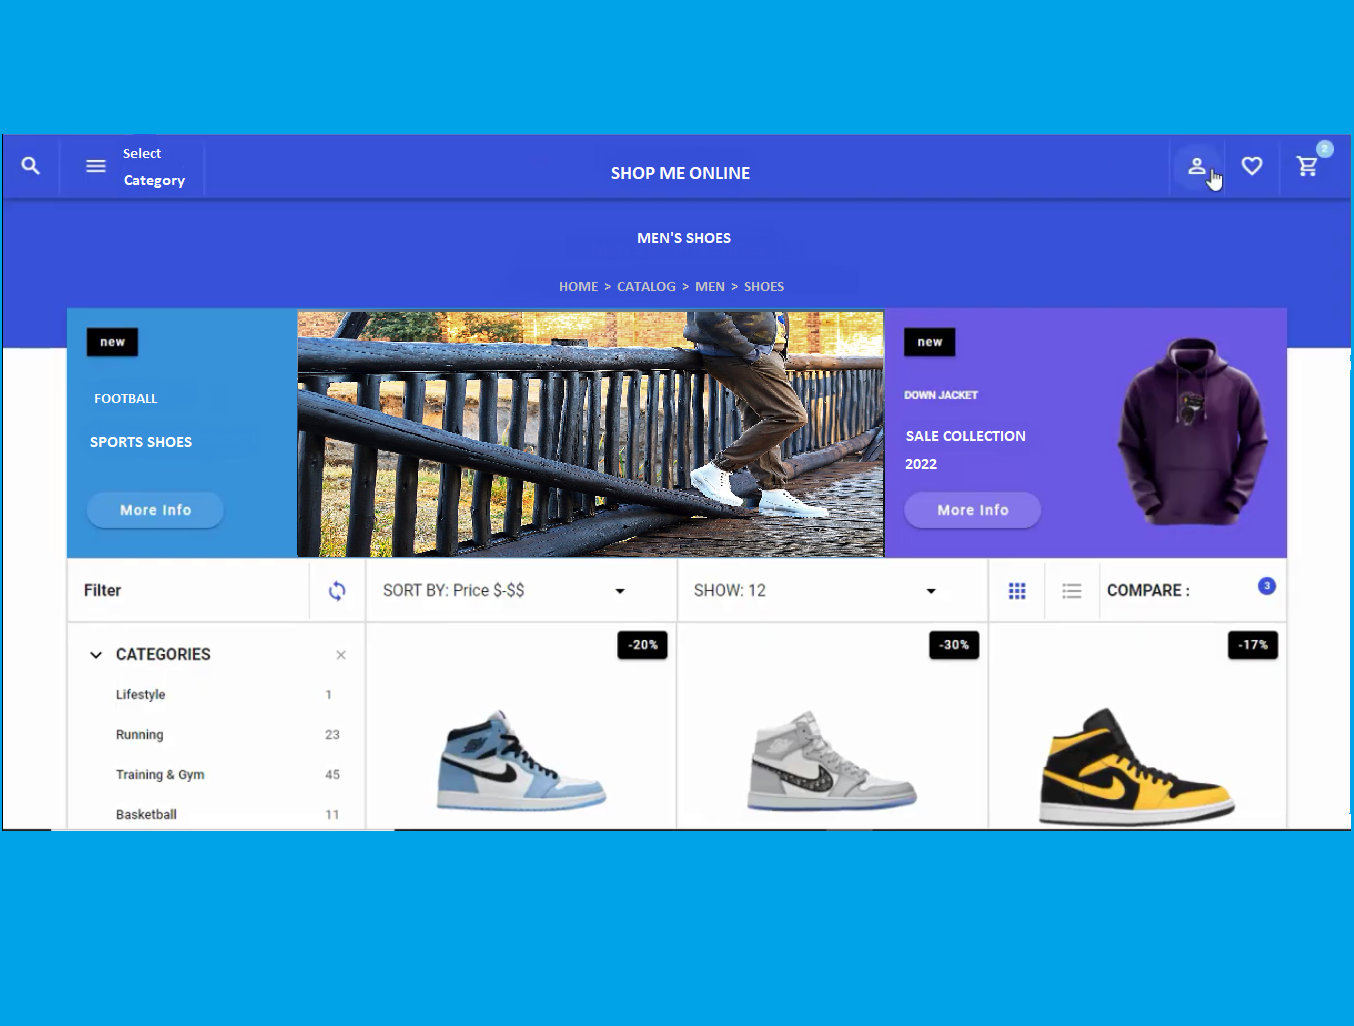 Select
Category
SHOP ME ONLINE
2
MEN'S SHOES
HOME > CATALOG > MEN > SHOES
new
FOOTBALL
SPORTS SHOES
More Info
new
DOWN JACKET
SALE COLLECTION
2022
More Info
Filter
SORT BY: Price $-$$
SHOW: 12
COMPARE :
3
CATEGORIES
Lifestyle 1
Running 23
Training & Gym 45
Basketball 11
-20%
-30%
-17%